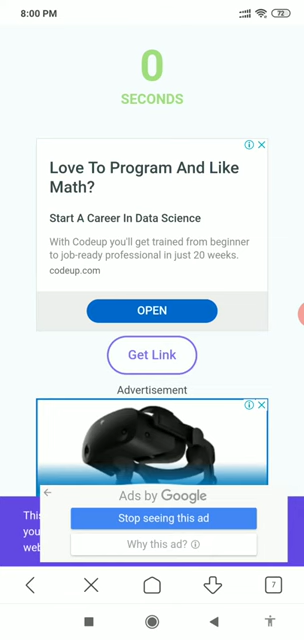 8:00 PM
72
0
SECONDS
Love To Program And Like
Math?
Start A Career In Data Science
With Codeup you'll get trained from beginner
to job-ready professional in just 20 weeks.
codeup.com
OPEN
Get Link
Advertisement
Ads by Google
Stop seeing this ad
Why this ad?
This
you
web
7